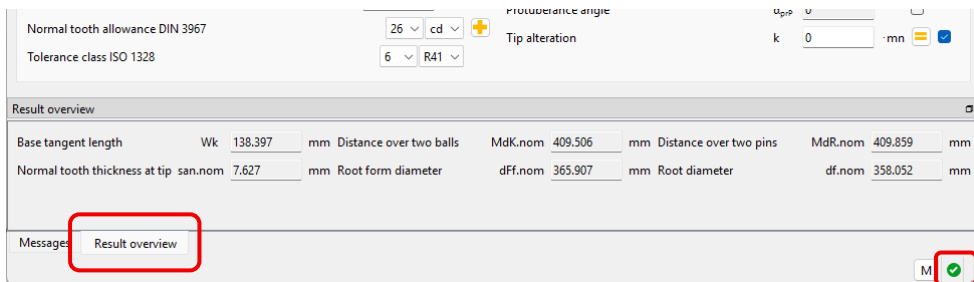 Protuberance angle αprP 0
Normal tooth allowance DIN 3967 26 cd
Tip alteration k 0 ·mn
Tolerance class ISO 1328 6 R41
Result overview
Base tangent length Wk 138.397 mm Distance over two balls MdK.nom 409.506 mm Distance over two pins MdR.nom 409.859 mm
Normal tooth thickness at tip san.nom 7.627 mm Root form diameter dFf.nom 365.907 mm Root diameter df.nom 358.052 mm
Messages Result overview
M